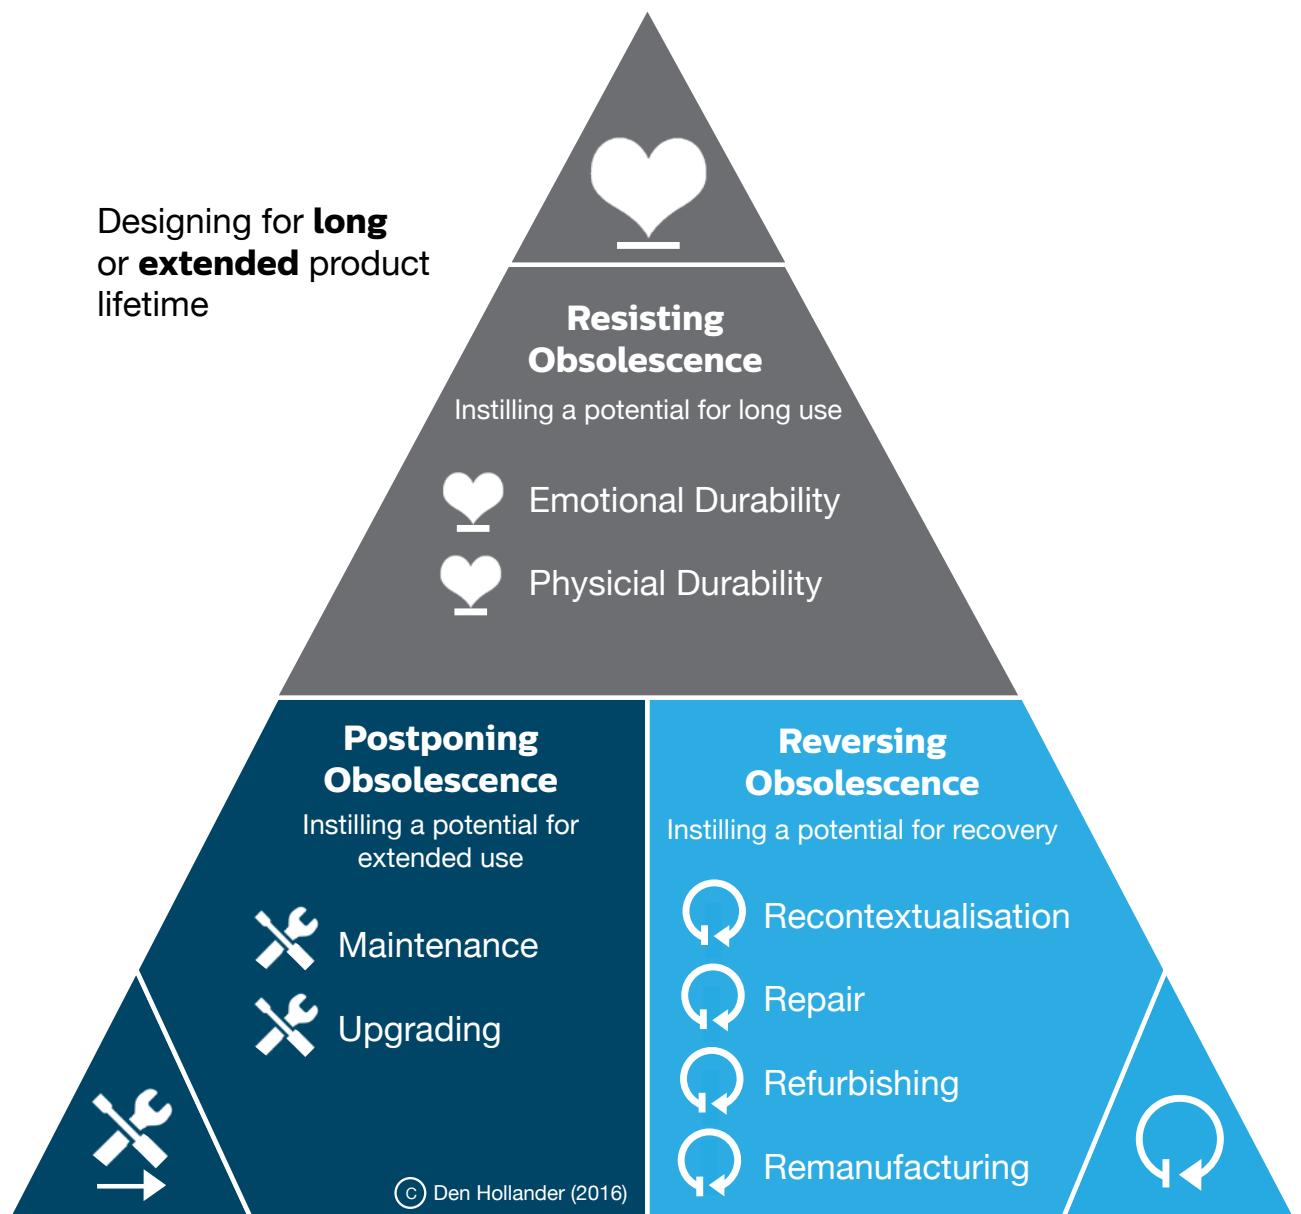 Designing for long
or extended product
lifetime
Resisting
Obsolescence
Instilling a potential for long use
Emotional Durability
Physicial Durability
Postponing
Obsolescence
Instilling a potential for
extended use
Maintenance
Upgrading
© Den Hollander (2016)
Reversing
Obsolescence
Instilling a potential for recovery
Recontextualisation
Repair
Refurbishing
Remanufacturing